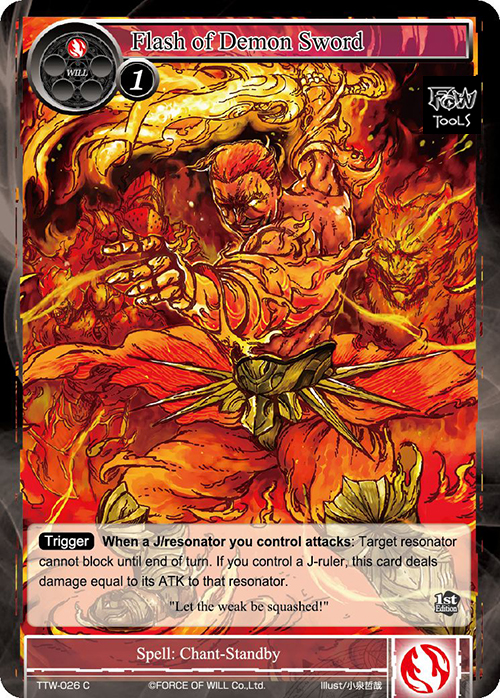 Flash of Demon Sword
WILL
1
FOW
TOOLS
Trigger When a J/resonator you control attacks: Target resonator
cannot block until end of turn. If you control a J-ruler, this card deals
damage equal to its ATK to that resonator.
"Let the weak be squashed!"
1st
Edition
Spell: Chant-Standby
TTW-026 C ©FORCE OF WILL Co.,Ltd. Illust/小泉哲哉